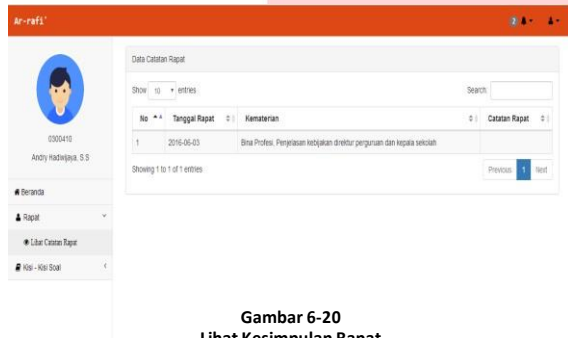 Ar-rafi'
2
0300410
Andry Hadiwijaya, S.S
Beranda
Rapat
Lihat Catatan Rapat
Kisi - Kisi Soal
Data Catatan Rapat
Show 10 entries
Search:
No Tanggal Rapat Kematerian Catatan Rapat
1 2016-06-03 Bina Profesi, Penjelasan kebijakan direktur perguruan dan kepala sekolah
Showing 1 to 1 of 1 entries
Previous 1 Next
Gambar 6-20
Lihat Kesimpulan Rapat